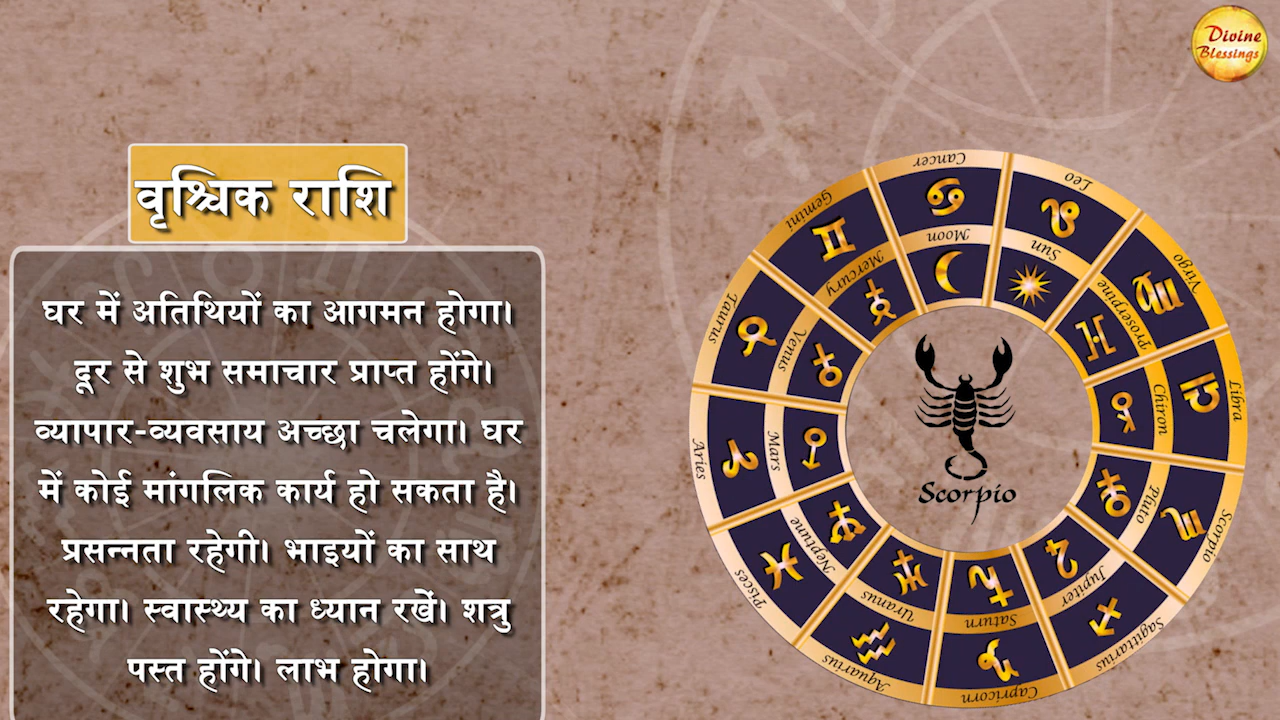 Divine
Blessings
वृश्चिक राशि
घर में अतिथियों का आगमन होगा।
दूर से शुभ समाचार प्राप्त होंगे।
व्यापार-व्यवसाय अच्छा चलेगा। घर
में कोई मांगलिक कार्य हो सकता है।
प्रसन्नता रहेगी। भाइयों का साथ
रहेगा। स्वास्थ्य का ध्यान रखें। शत्रु
पस्त होंगे। लाभ होगा।
Cancer
Leo
Virgo
Libra
Scorpio
Sagittarius
Capricorn
Aquarius
Pisces
Aries
Taurus
Gemini
Moon
Sun
Proserpine
Chiron
Pluto
Jupiter
Saturn
Uranus
Neptune
Mars
Venus
Mercury
Scorpio